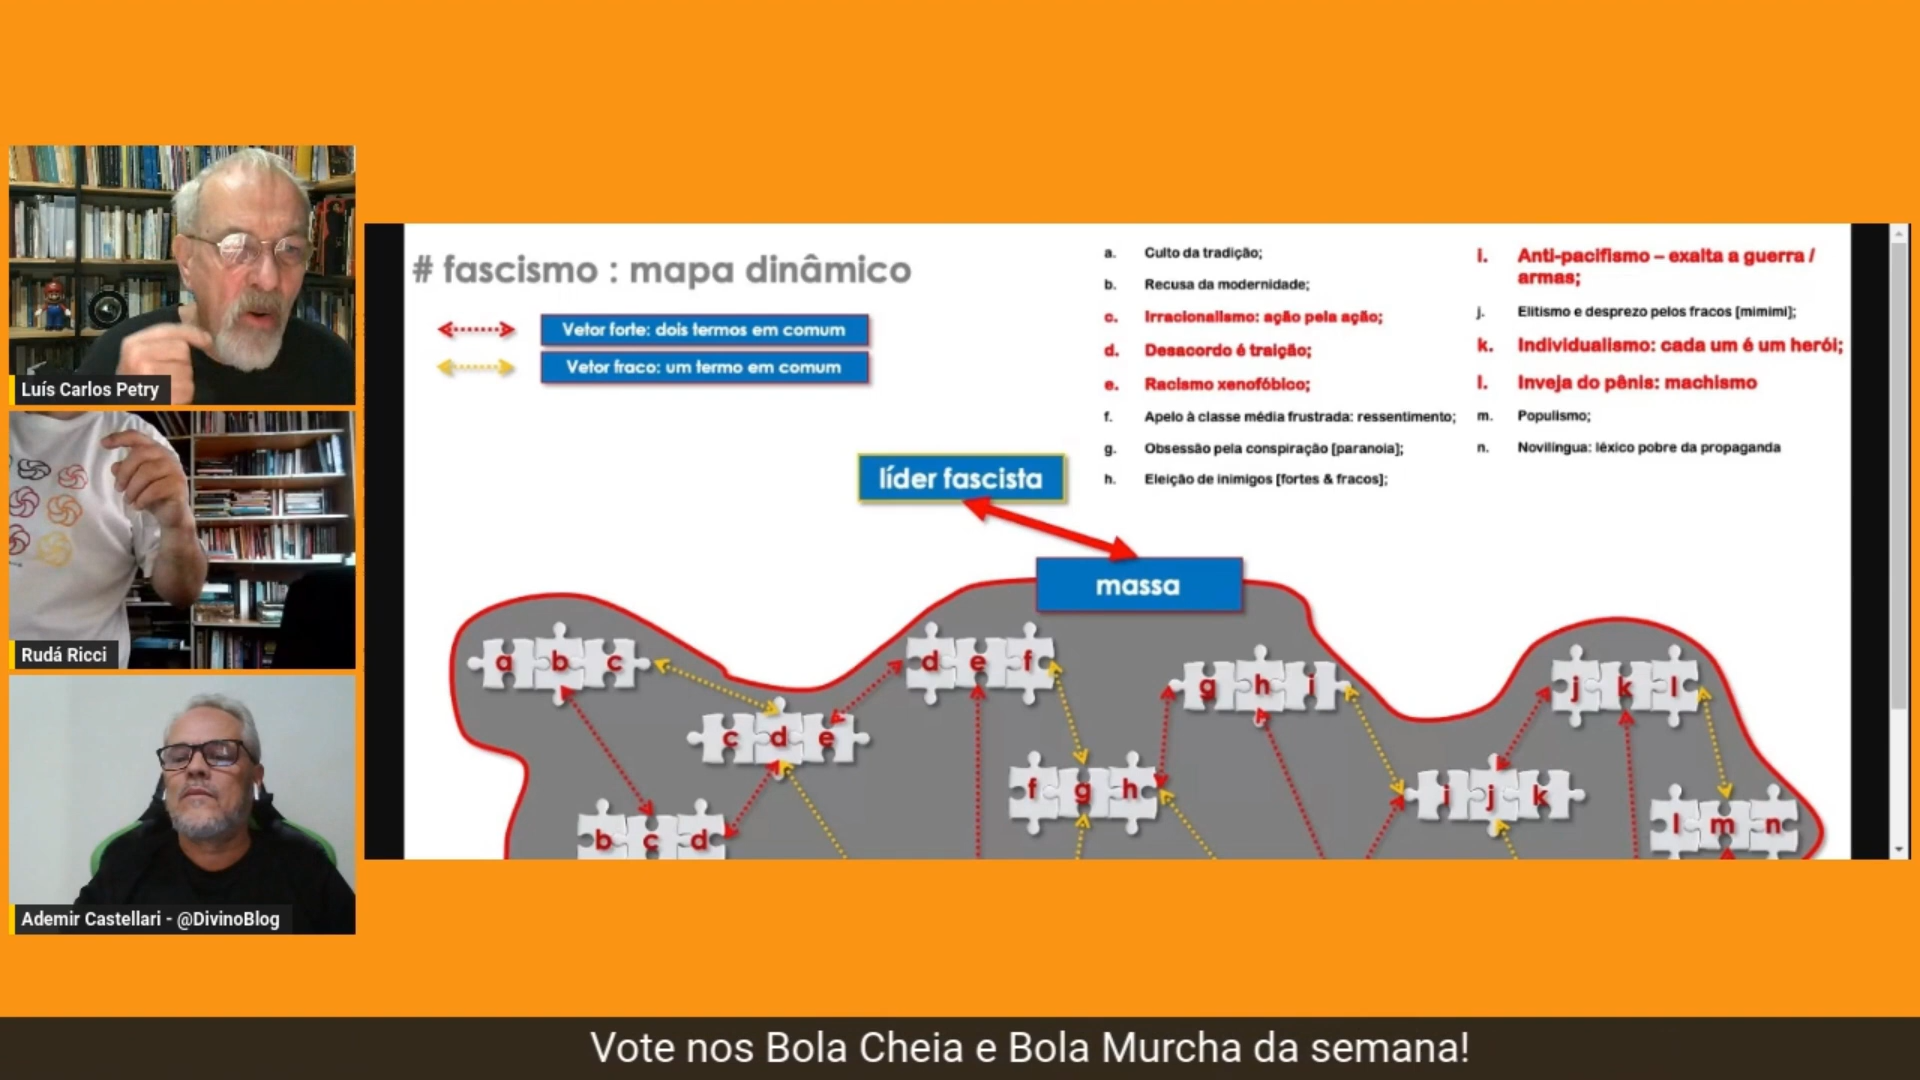 Luís Carlos Petry
Rudá Ricci
Ademir Castellari - @DivinoBlog
# fascismo : mapa dinâmico
Vetor forte: dois termos em comum
Vetor fraco: um termo em comum
a. Culto da tradição;
b. Recusa da modernidade;
c. Irracionalismo: ação pela ação;
d. Desacordo é traição;
e. Racismo xenofóbico;
f. Apelo à classe média frustrada: ressentimento;
g. Obsessão pela conspiração [paranoia];
h. Eleição de inimigos [fortes & fracos];
i. Anti-pacifismo – exalta a guerra /
armas;
j. Elitismo e desprezo pelos fracos [mimimi];
k. Individualismo: cada um é um herói;
l. Inveja do pênis: machismo
m. Populismo;
n. Novilíngua: léxico pobre da propaganda
líder fascista
massa
a b c
d e f
g h i
j k l
c d e
f g h
i j k
l m n
b c d
Vote nos Bola Cheia e Bola Murcha da semana!